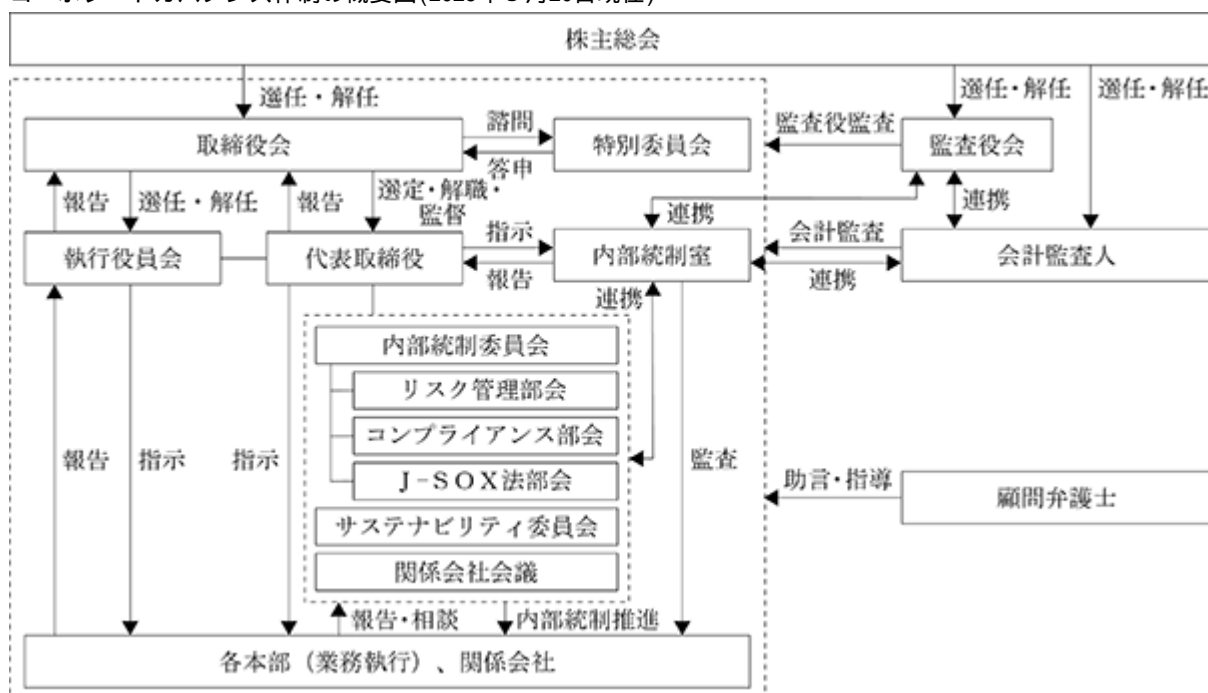 株主総会
選任・解任
選任・解任
選任・解任
取締役会
諮問
答申
特別委員会
監査役監査
監査役会
報告
選任・解任
報告
選定・解職・
監督
連携
連携
執行役員会
代表取締役
指示
報告
内部統制室
会計監査
連携
会計監査人
連携
内部統制委員会
リスク管理部会
コンプライアンス部会
J-SOX法部会
サステナビリティ委員会
関係会社会議
報告
指示
指示
監査
助言・指導
顧問弁護士
報告・相談
内部統制推進
各本部（業務執行）、関係会社